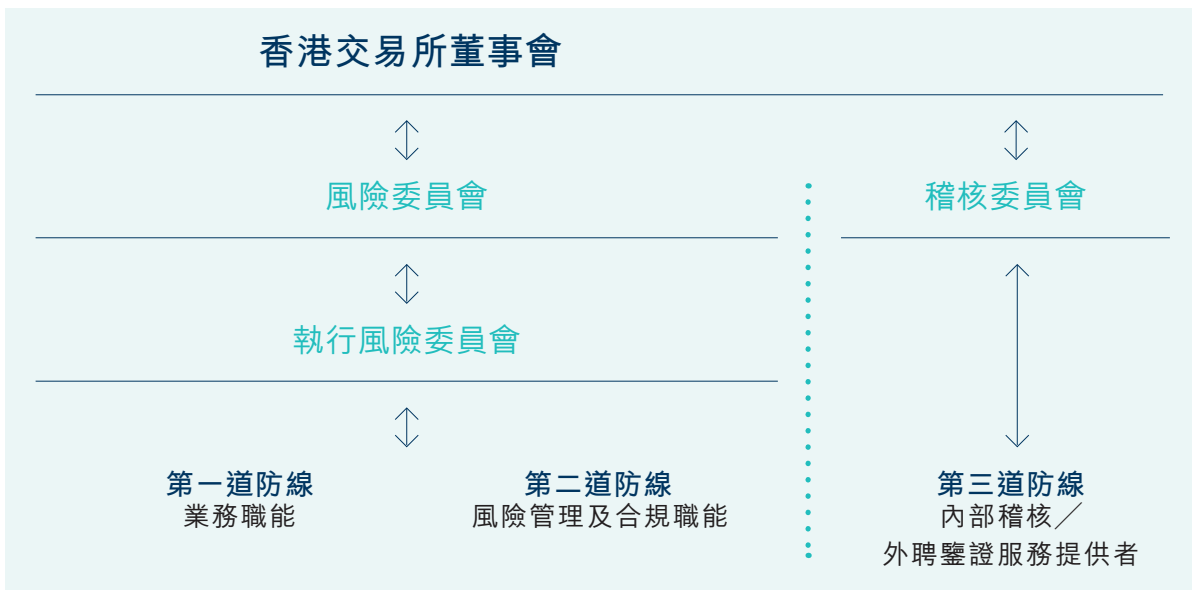 香港交易所董事會
風險委員會
稽核委員會
執行風險委員會
第一道防線
業務職能
第二道防線
風險管理及合規職能
第三道防線
內部稽核／
外聘鑒證服務提供者